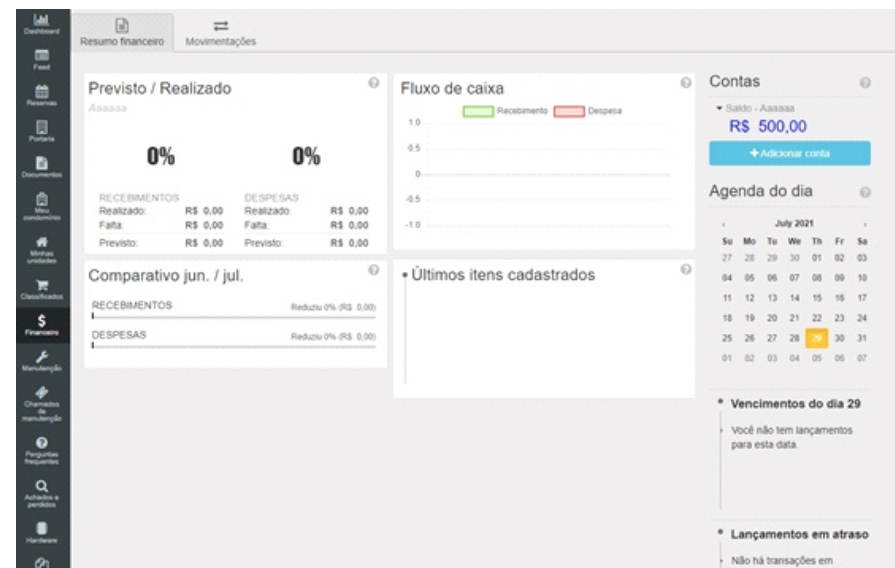 Dashboard
Feed
Reservas
Portaria
Documentos
Meu
condomínio
Minhas
unidades
Classificados
Financeiro
Manutenção
Chamados
de
manutenção
Perguntas
frequentes
Achados e
perdidos
Hardware
Resumo financeiro
Movimentações
Previsto / Realizado
Aaaaaa
0% 0%
RECEBIMENTOS DESPESAS
Realizado: R$ 0,00 Realizado: R$ 0,00
Falta: R$ 0,00 Falta: R$ 0,00
Previsto: R$ 0,00 Previsto: R$ 0,00
Comparativo jun. / jul.
RECEBIMENTOS Reduziu 0% (R$ 0,00)
DESPESAS Reduziu 0% (R$ 0,00)
Fluxo de caixa
Recebimento Despesa
1.0
0.5
0
-0.5
-1.0
Últimos itens cadastrados
Contas
Saldo - Aaaaaa
R$ 500,00
+ Adicionar conta
Agenda do dia
‹ July 2021 ›
Su Mo Tu We Th Fr Sa
27 28 29 30 01 02 03
04 05 06 07 08 09 10
11 12 13 14 15 16 17
18 19 20 21 22 23 24
25 26 27 28 29 30 31
01 02 03 04 05 06 07
Vencimentos do dia 29
Você não tem lançamentos
para esta data.
Lançamentos em atraso
Não há transações em